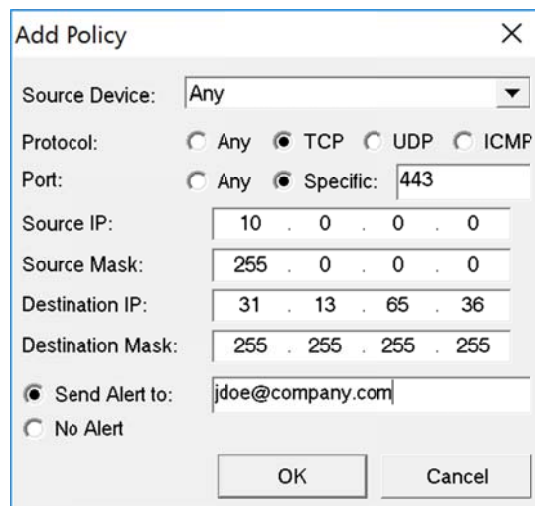 Add Policy
Source Device: Any
Protocol: Any TCP UDP ICMP
Port: Any Specific: 443
Source IP: 10 . 0 . 0 . 0
Source Mask: 255 . 0 . 0 . 0
Destination IP: 31 . 13 . 65 . 36
Destination Mask: 255 . 255 . 255 . 255
Send Alert to: jdoe@company.com
No Alert
OK Cancel